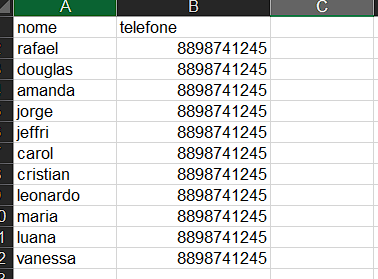 A B C
nome telefone
rafael 8898741245
douglas 8898741245
amanda 8898741245
jorge 8898741245
jeffri 8898741245
carol 8898741245
cristian 8898741245
leonardo 8898741245
maria 8898741245
luana 8898741245
vanessa 8898741245